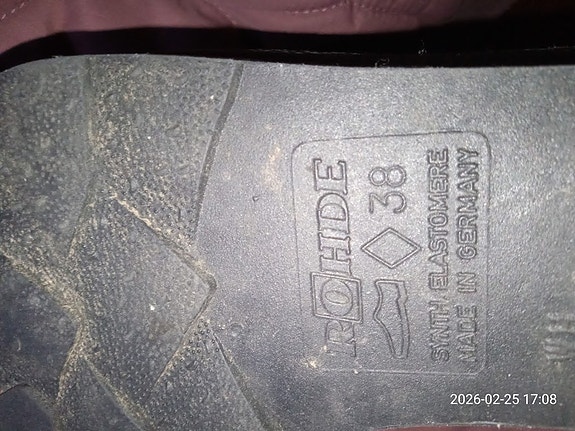 ROHIDE
38
SYNTH ELASTOMERE
MADE IN GERMANY
2026-02-25 17:08